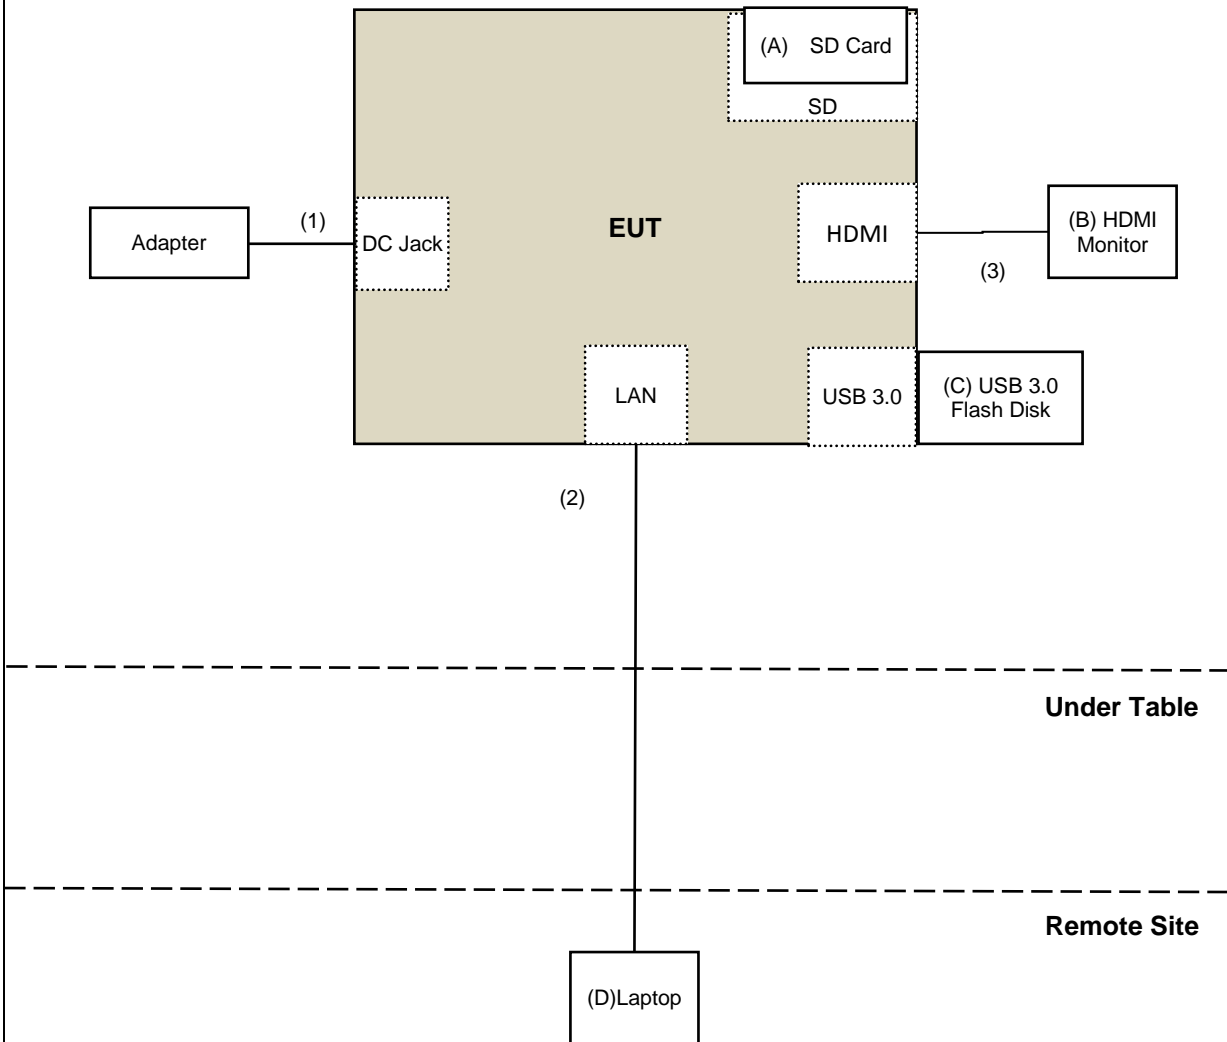 (A) SD Card
SD
Adapter
(1)
DC Jack
EUT
HDMI
(3)
(B) HDMI
Monitor
LAN
USB 3.0
(C) USB 3.0
Flash Disk
(2)
Under Table
Remote Site
(D)Laptop